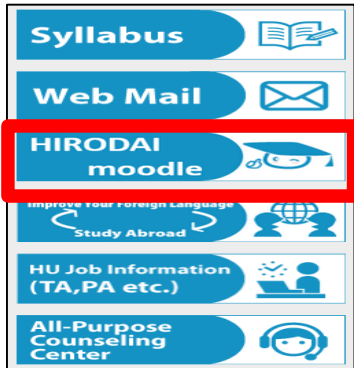 Syllabus
Web Mail
HIRODAI
moodle
Improve Your Foreign Language
Study Abroad
HU Job Information
(TA,PA etc.)
All-Purpose
Counseling
Center